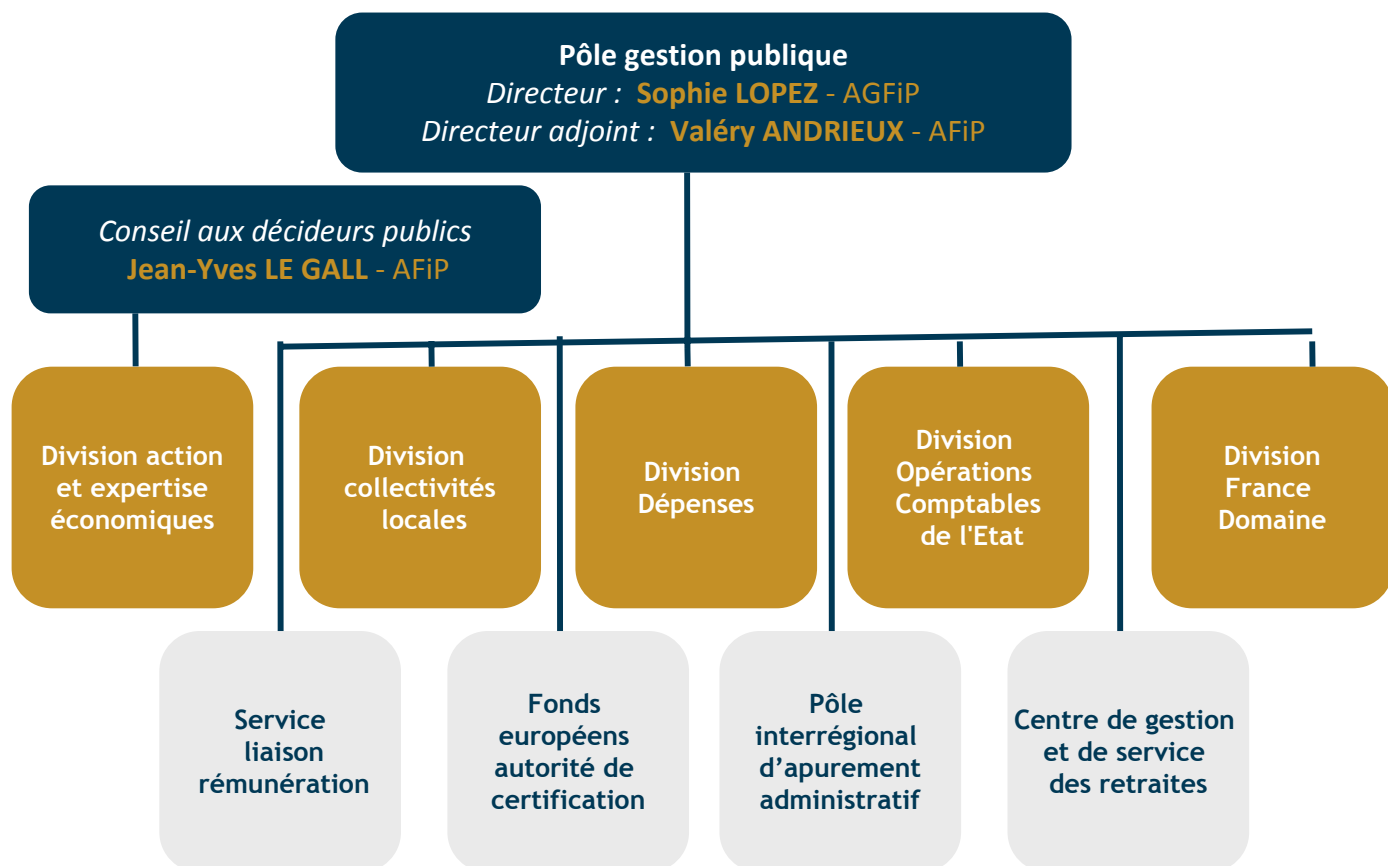 Pôle gestion publique
Directeur : Sophie LOPEZ - AGFiP
Directeur adjoint : Valéry ANDRIEUX - AFiP
Conseil aux décideurs publics
Jean-Yves LE GALL - AFiP
Division action
et expertise
économiques
Division
collectivités
locales
Division
Dépenses
Division
Opérations
Comptables
de l'Etat
Division
France
Domaine
Service
liaison
rémunération
Fonds
européens
autorité de
certification
Pôle
interrégional
d’apurement
administratif
Centre de gestion
et de service
des retraites